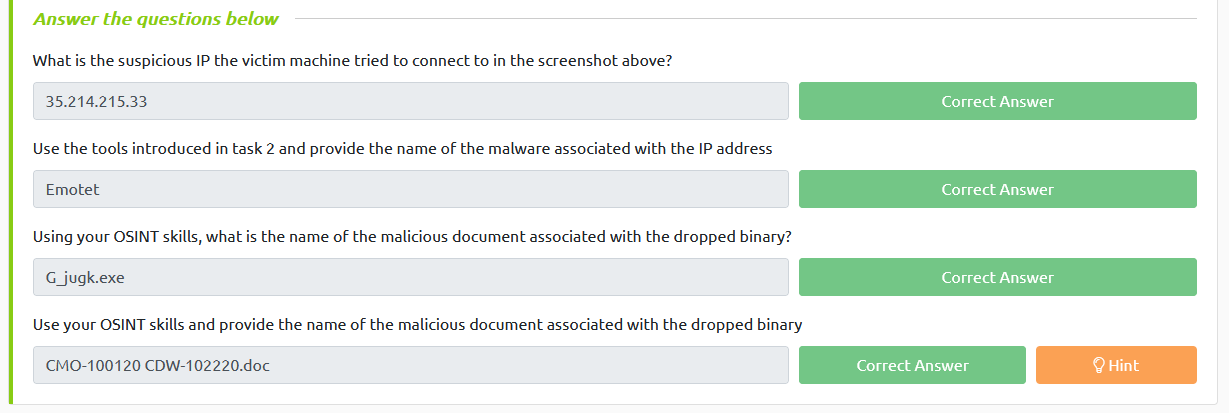 Answer the questions below
What is the suspicious IP the victim machine tried to connect to in the screenshot above?
35.214.215.33 Correct Answer
Use the tools introduced in task 2 and provide the name of the malware associated with the IP address
Emotet Correct Answer
Using your OSINT skills, what is the name of the malicious document associated with the dropped binary?
G_jugk.exe Correct Answer
Use your OSINT skills and provide the name of the malicious document associated with the dropped binary
CMO-100120 CDW-102220.doc Correct Answer Hint